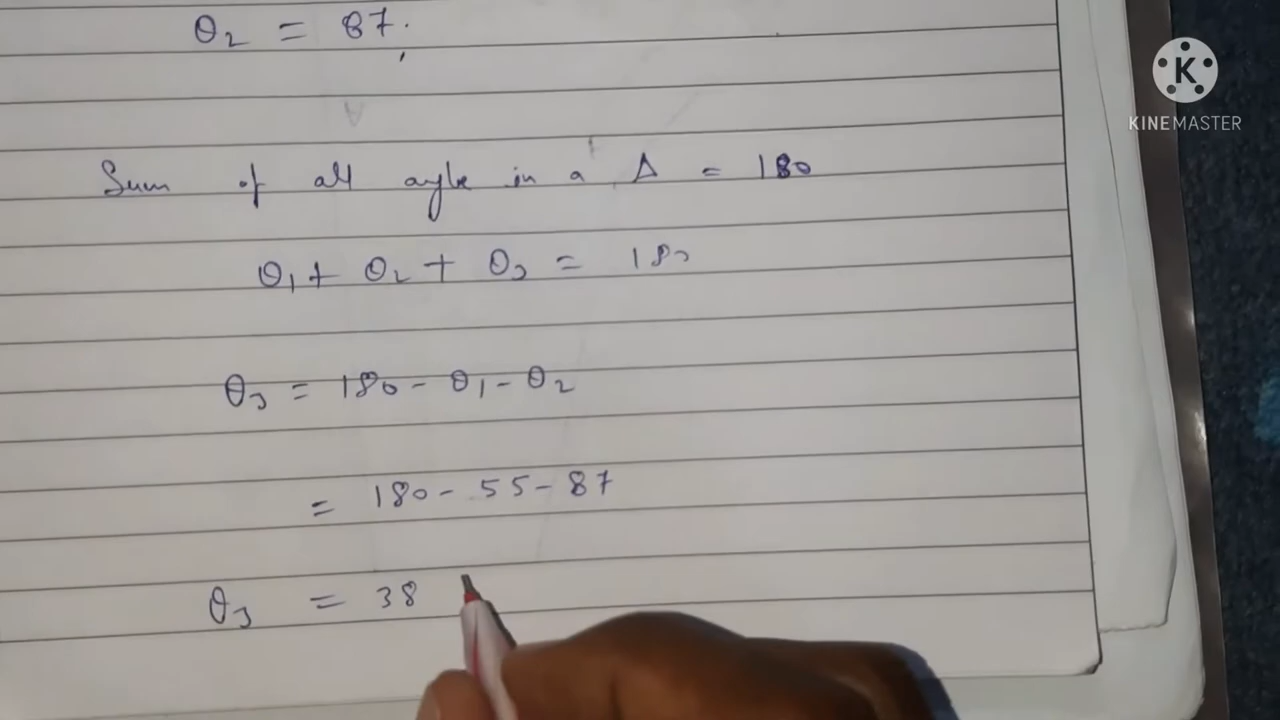 θ₂ = 87.
K
KINEMASTER
Sum of all angle in a Δ = 180
θ₁ + θ₂ + θ₃ = 180
θ₃ = 180 - θ₁ - θ₂
= 180 - 55 - 87
θ₃ = 38